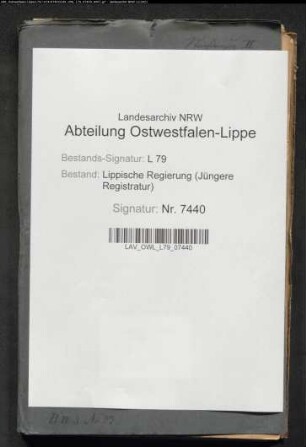 Landesarchiv NRW
Abteilung Ostwestfalen-Lippe
Bestands-Signatur: L 79
Bestand: Lippische Regierung (Jüngere
Registratur)
Signatur: Nr. 7440
LAV_OWL_L79_07440